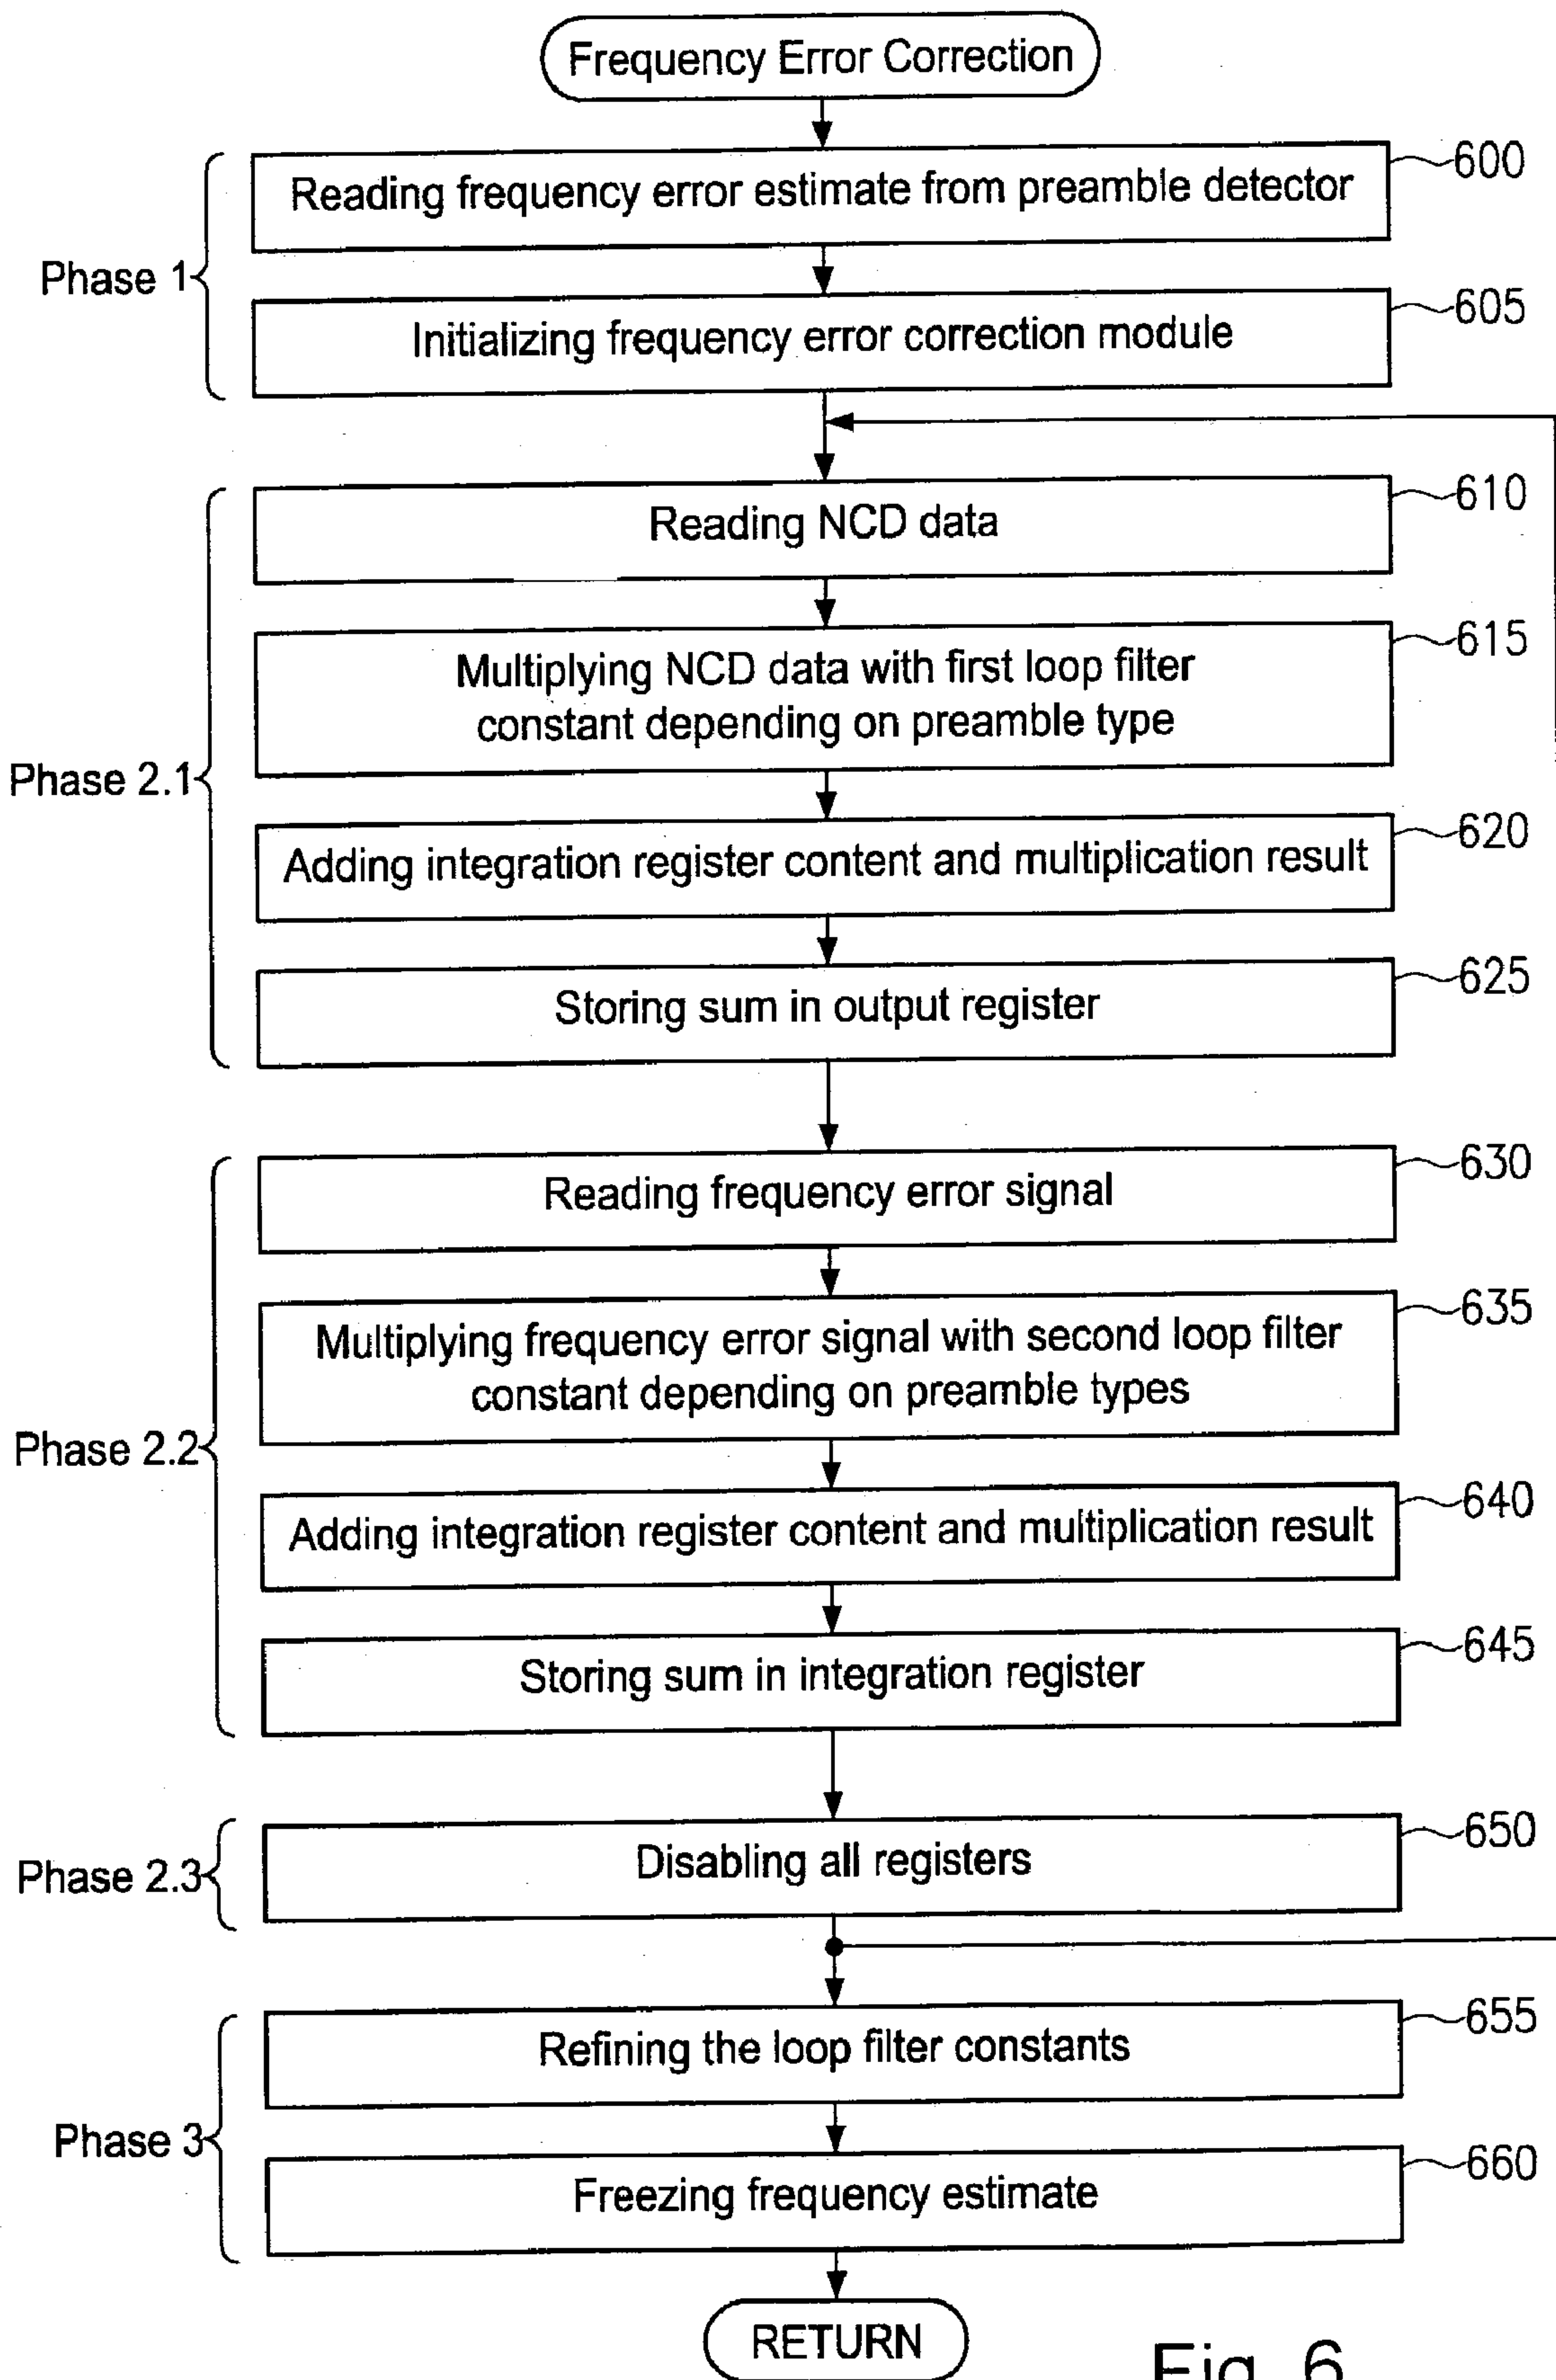 Frequency Error Correction
Phase 1
Reading frequency error estimate from preamble detector
600
Initializing frequency error correction module
605
Phase 2.1
Reading NCD data
610
Multiplying NCD data with first loop filter
constant depending on preamble type
615
Adding integration register content and multiplication result
620
Storing sum in output register
625
Phase 2.2
Reading frequency error signal
630
Multiplying frequency error signal with second loop filter
constant depending on preamble types
635
Adding integration register content and multiplication result
640
Storing sum in integration register
645
Phase 2.3
Disabling all registers
650
Phase 3
Refining the loop filter constants
655
Freezing frequency estimate
660
RETURN
Fig. 6